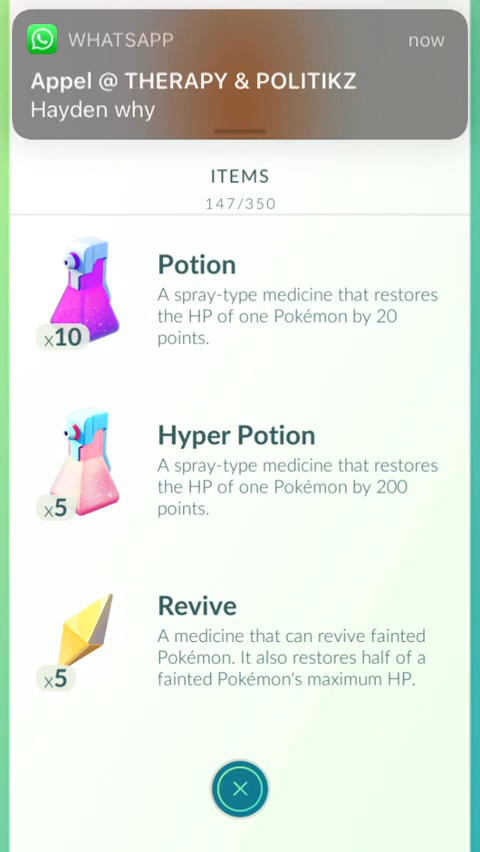 WHATSAPP now
Appel @ THERAPY & POLITIKZ
Hayden why
ITEMS
147/350
Potion
A spray-type medicine that restores
the HP of one Pokémon by 20
points.
x10
Hyper Potion
A spray-type medicine that restores
the HP of one Pokémon by 200
points.
x5
Revive
A medicine that can revive fainted
Pokémon. It also restores half of a
fainted Pokémon's maximum HP.
x5